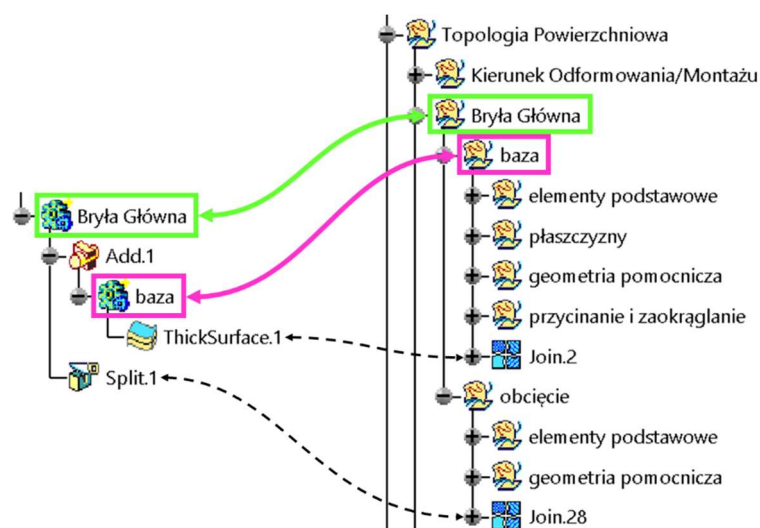 Topologia Powierzchniowa
Kierunek Odformowania/Montażu
Bryła Główna
baza
elementy podstawowe
płaszczyzny
geometria pomocnicza
przycinanie i zaokrąglanie
Join.2
obcięcie
elementy podstawowe
geometria pomocnicza
Join.28
Bryła Główna
Add.1
baza
ThickSurface.1
Split.1